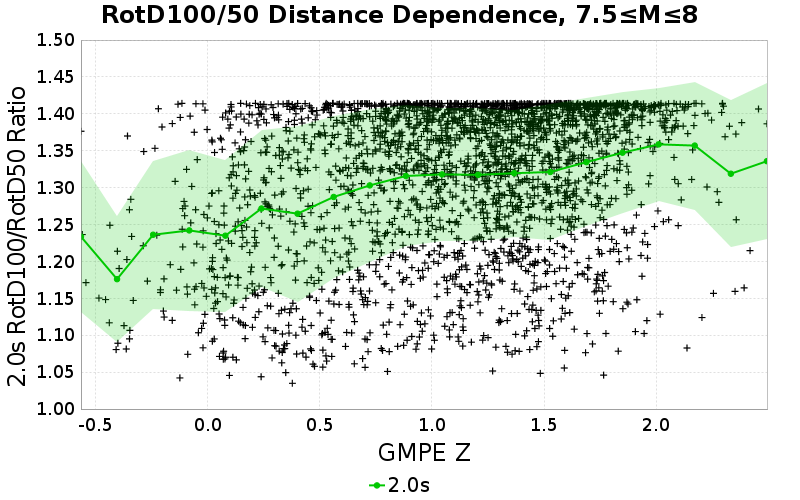 RotD100/50 Distance Dependence, 7.5≤M≤8
2.0s RotD100/RotD50 Ratio
1.50
1.45
1.40
1.35
1.30
1.25
1.20
1.15
1.10
1.05
1.00
-0.5 0.0 0.5 1.0 1.5 2.0
GMPE Z
2.0s